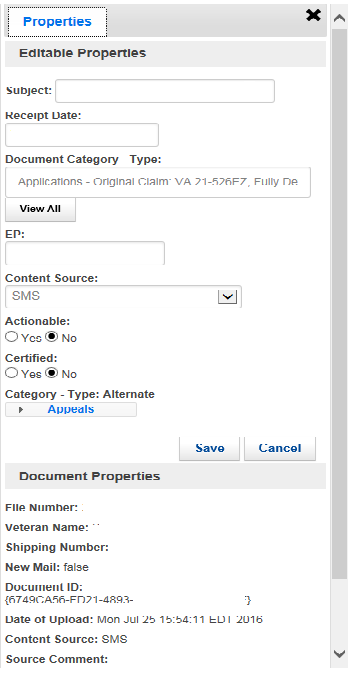 Properties
Editable Properties
Subject:
Receipt Date:
Document Category Type:
Applications - Original Claim: VA 21-526EZ, Fully De
View All
EP:
Content Source:
SMS
Actionable:
Yes No
Certified:
Yes No
Category - Type: Alternate
Appeals
Save Cancel
Document Properties
File Number:
Veteran Name:
Shipping Number:
New Mail: false
Document ID:
{6749CA56-FD21-4893- }
Date of Upload: Mon Jul 25 15:54:11 EDT 2016
Content Source: SMS
Source Comment: